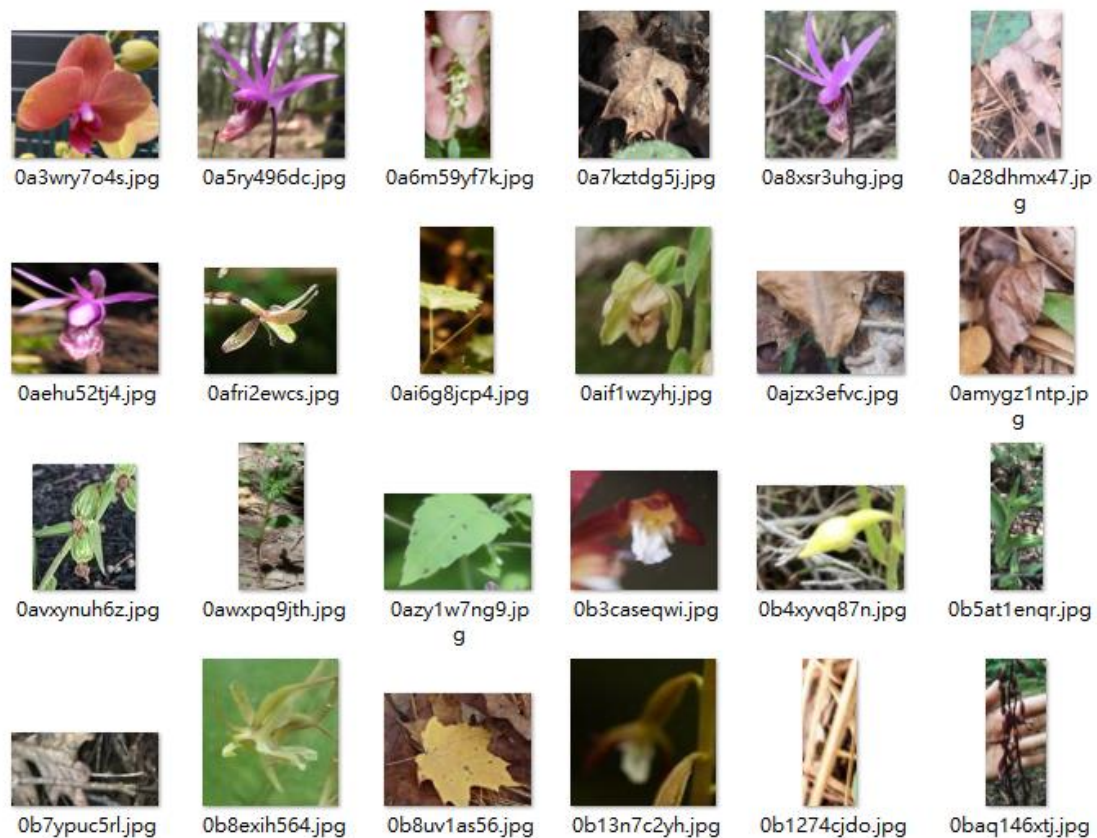 0a3wry7o4s.jpg
0a5ry496dc.jpg
0a6m59yf7k.jpg
0a7kztdg5j.jpg
0a8xsr3uhg.jpg
0a28dhmx47.jp
g
0aehu52tj4.jpg
0afri2ewcs.jpg
0ai6g8jcp4.jpg
0aif1wzyhj.jpg
0ajzx3efvc.jpg
0amygz1ntp.jp
g
0avxynuh6z.jpg
0awxpq9jth.jpg
0azy1w7ng9.jp
g
0b3caseqwi.jpg
0b4xyvq87n.jpg
0b5at1enqr.jpg
0b7ypuc5rl.jpg
0b8exih564.jpg
0b8uv1as56.jpg
0b13n7c2yh.jpg
0b1274cjdo.jpg
0baq146xtj.jpg